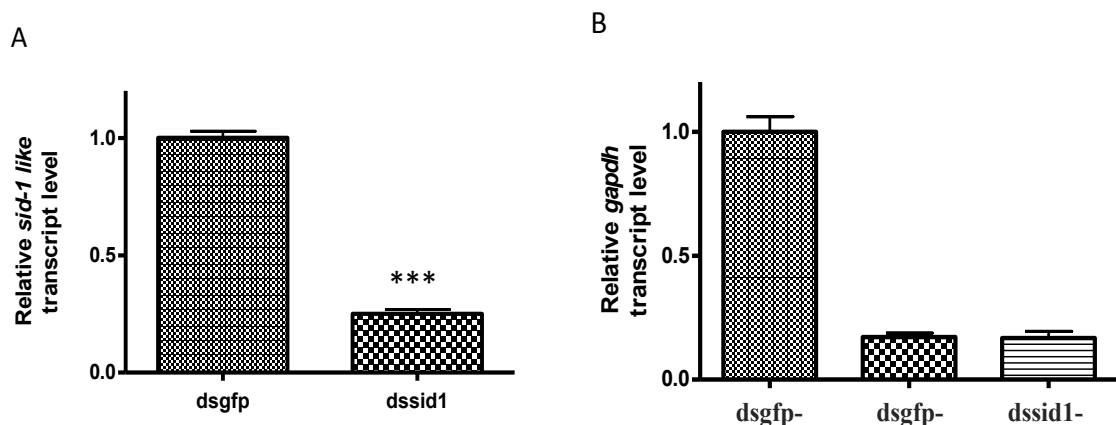 A
Relative sid-1 like
transcript level
1.0
0.5
0.0
***
dsgfp
dssid1
B
Relative gapdh
transcript level
1.0
0.5
0.0
dsgfp-
dsgfp-
dssid1-